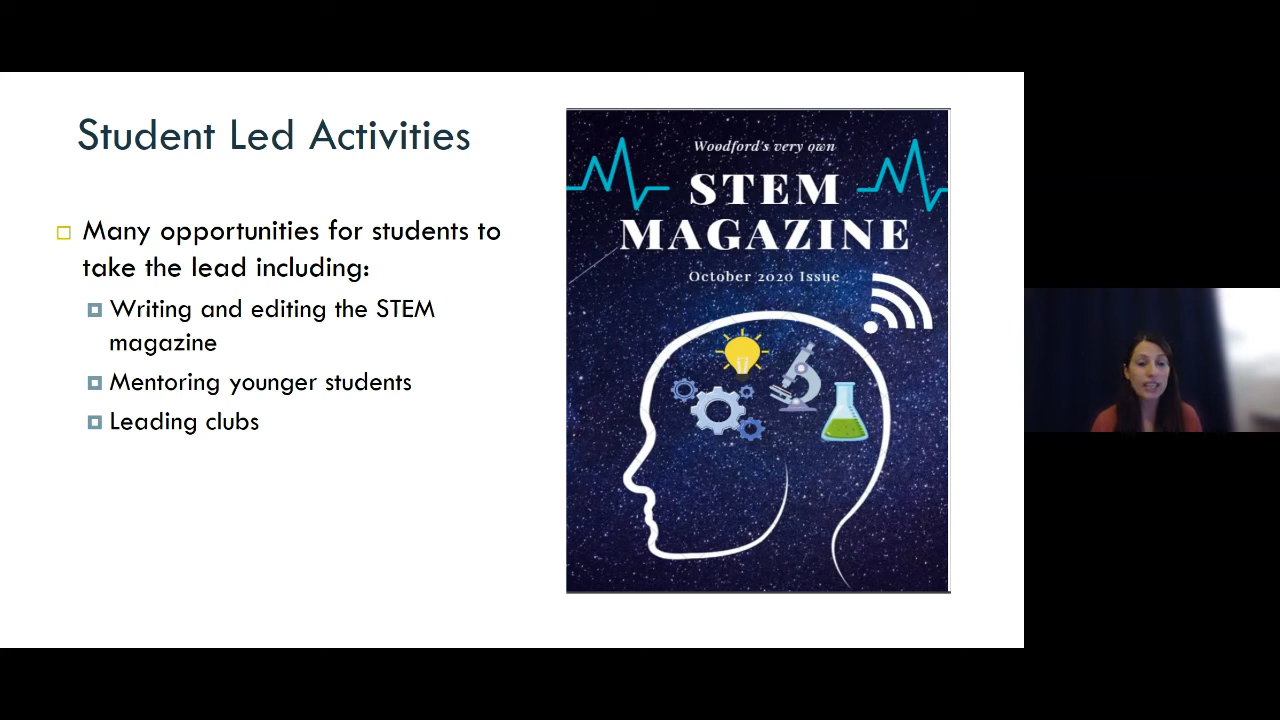 Student Led Activities
Many opportunities for students to
take the lead including:
Writing and editing the STEM
magazine
Mentoring younger students
Leading clubs
Woodford's very own
STEM
MAGAZINE
October 2020 Issue